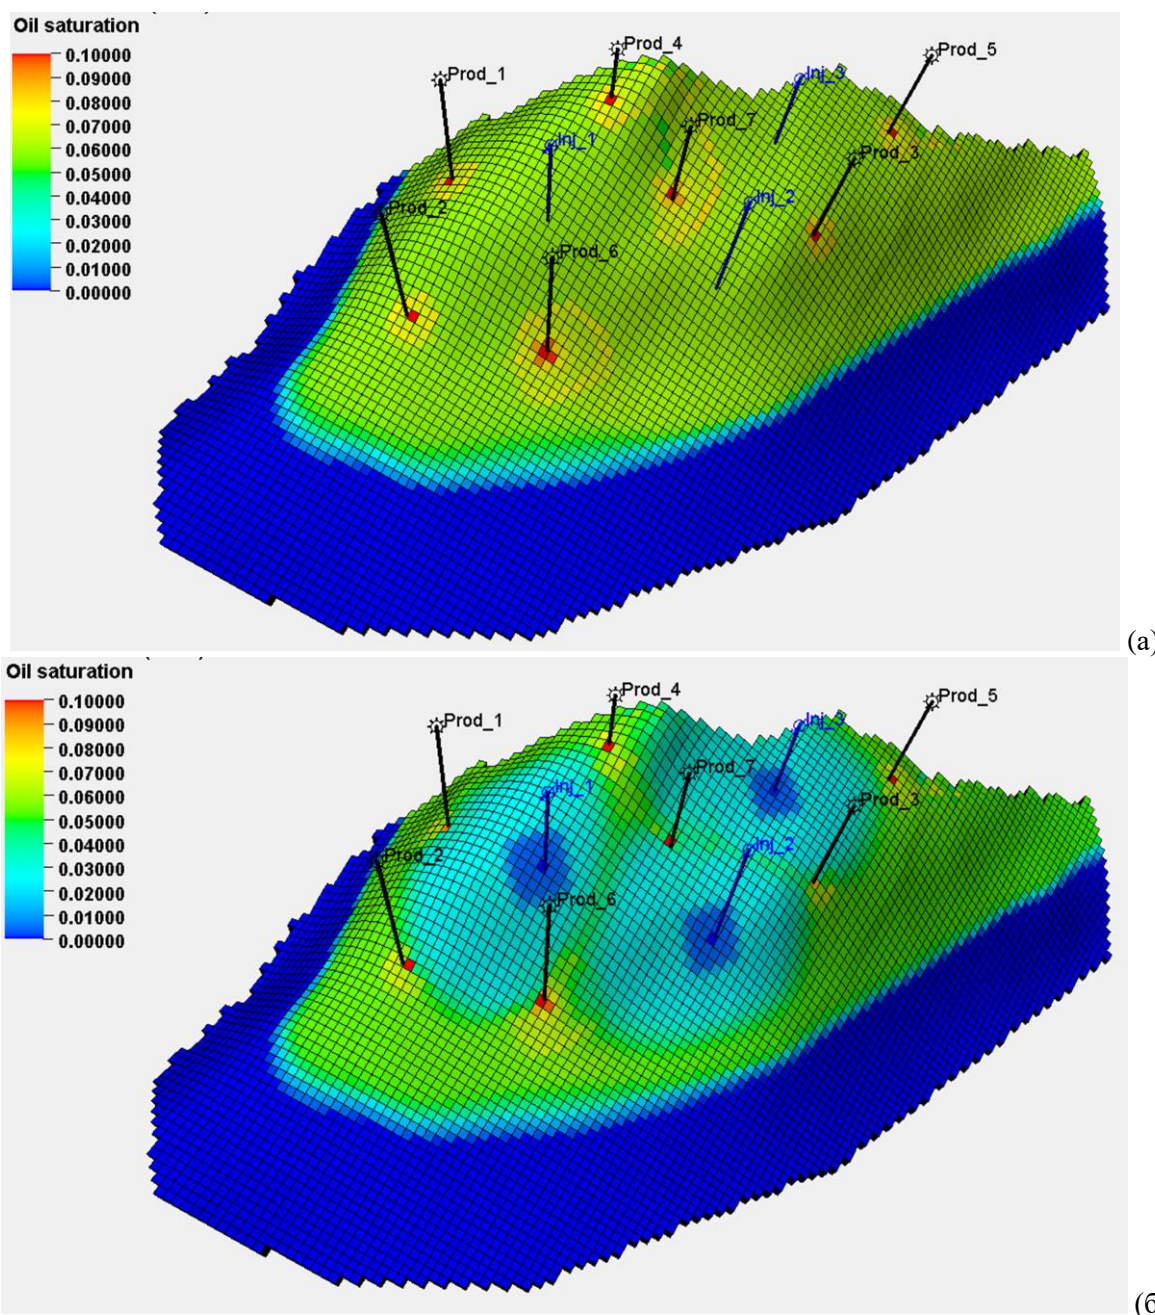 Oil saturation
0.10000
0.09000
0.08000
0.07000
0.06000
0.05000
0.04000
0.03000
0.02000
0.01000
0.00000
Prod_4
Prod_5
Prod_1
Inj_3
Prod_7
Inj_1
Prod_3
Inj_2
Prod_2
Prod_6
(а)
Oil saturation
0.10000
0.09000
0.08000
0.07000
0.06000
0.05000
0.04000
0.03000
0.02000
0.01000
0.00000
Prod_4
Prod_5
Prod_1
Inj_3
Prod_7
Inj_1
Prod_3
Inj_2
Prod_2
Prod_6
(б